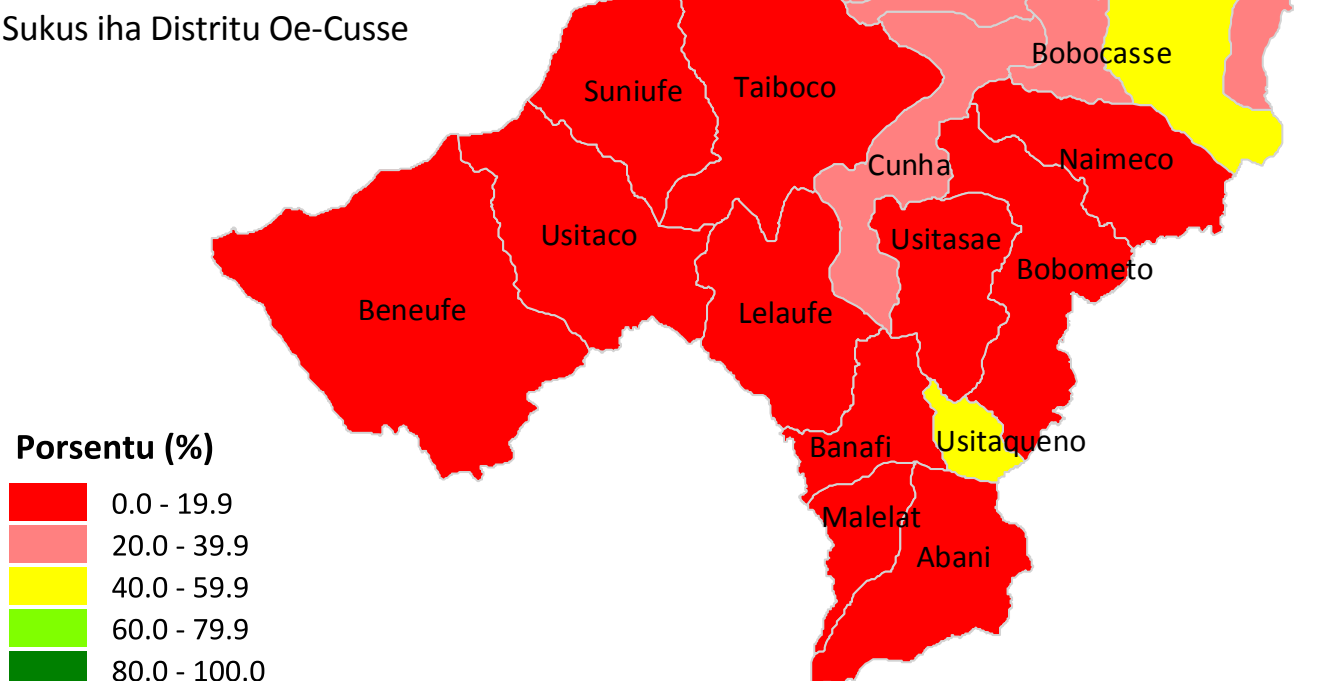 Sukus iha Distritu Oe-Cusse
Bobocasse
Suniufe
Taiboco
Cunha
Naimeco
Usitaco
Usitasae
Bobometo
Beneufe
Lelaufe
Usitaqueno
Banafi
Malelat
Abani
Porsentu (%)
0.0 - 19.9
20.0 - 39.9
40.0 - 59.9
60.0 - 79.9
80.0 - 100.0